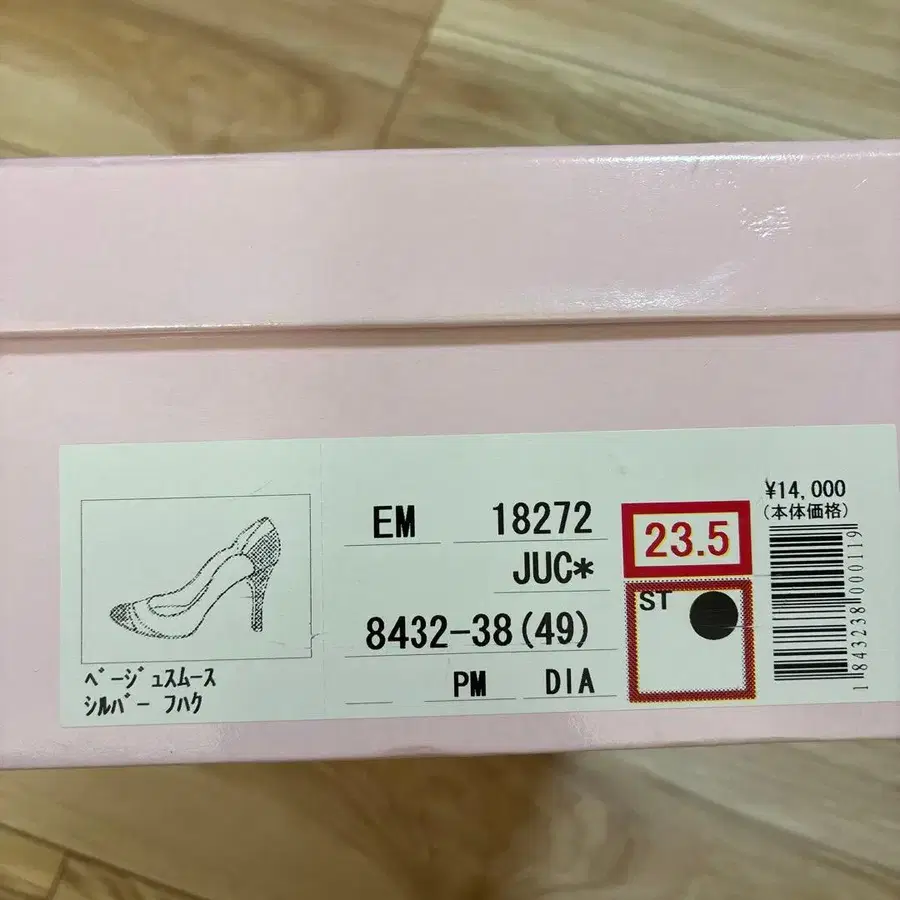 ﾍﾞｰｼﾞｭスムース
ｼﾙﾊﾞｰ ﾌﾊｸ
EM 18272
JUC*
8432-38(49)
PM DIA
23.5
ST
¥14,000
(本体価格)
1843238000119